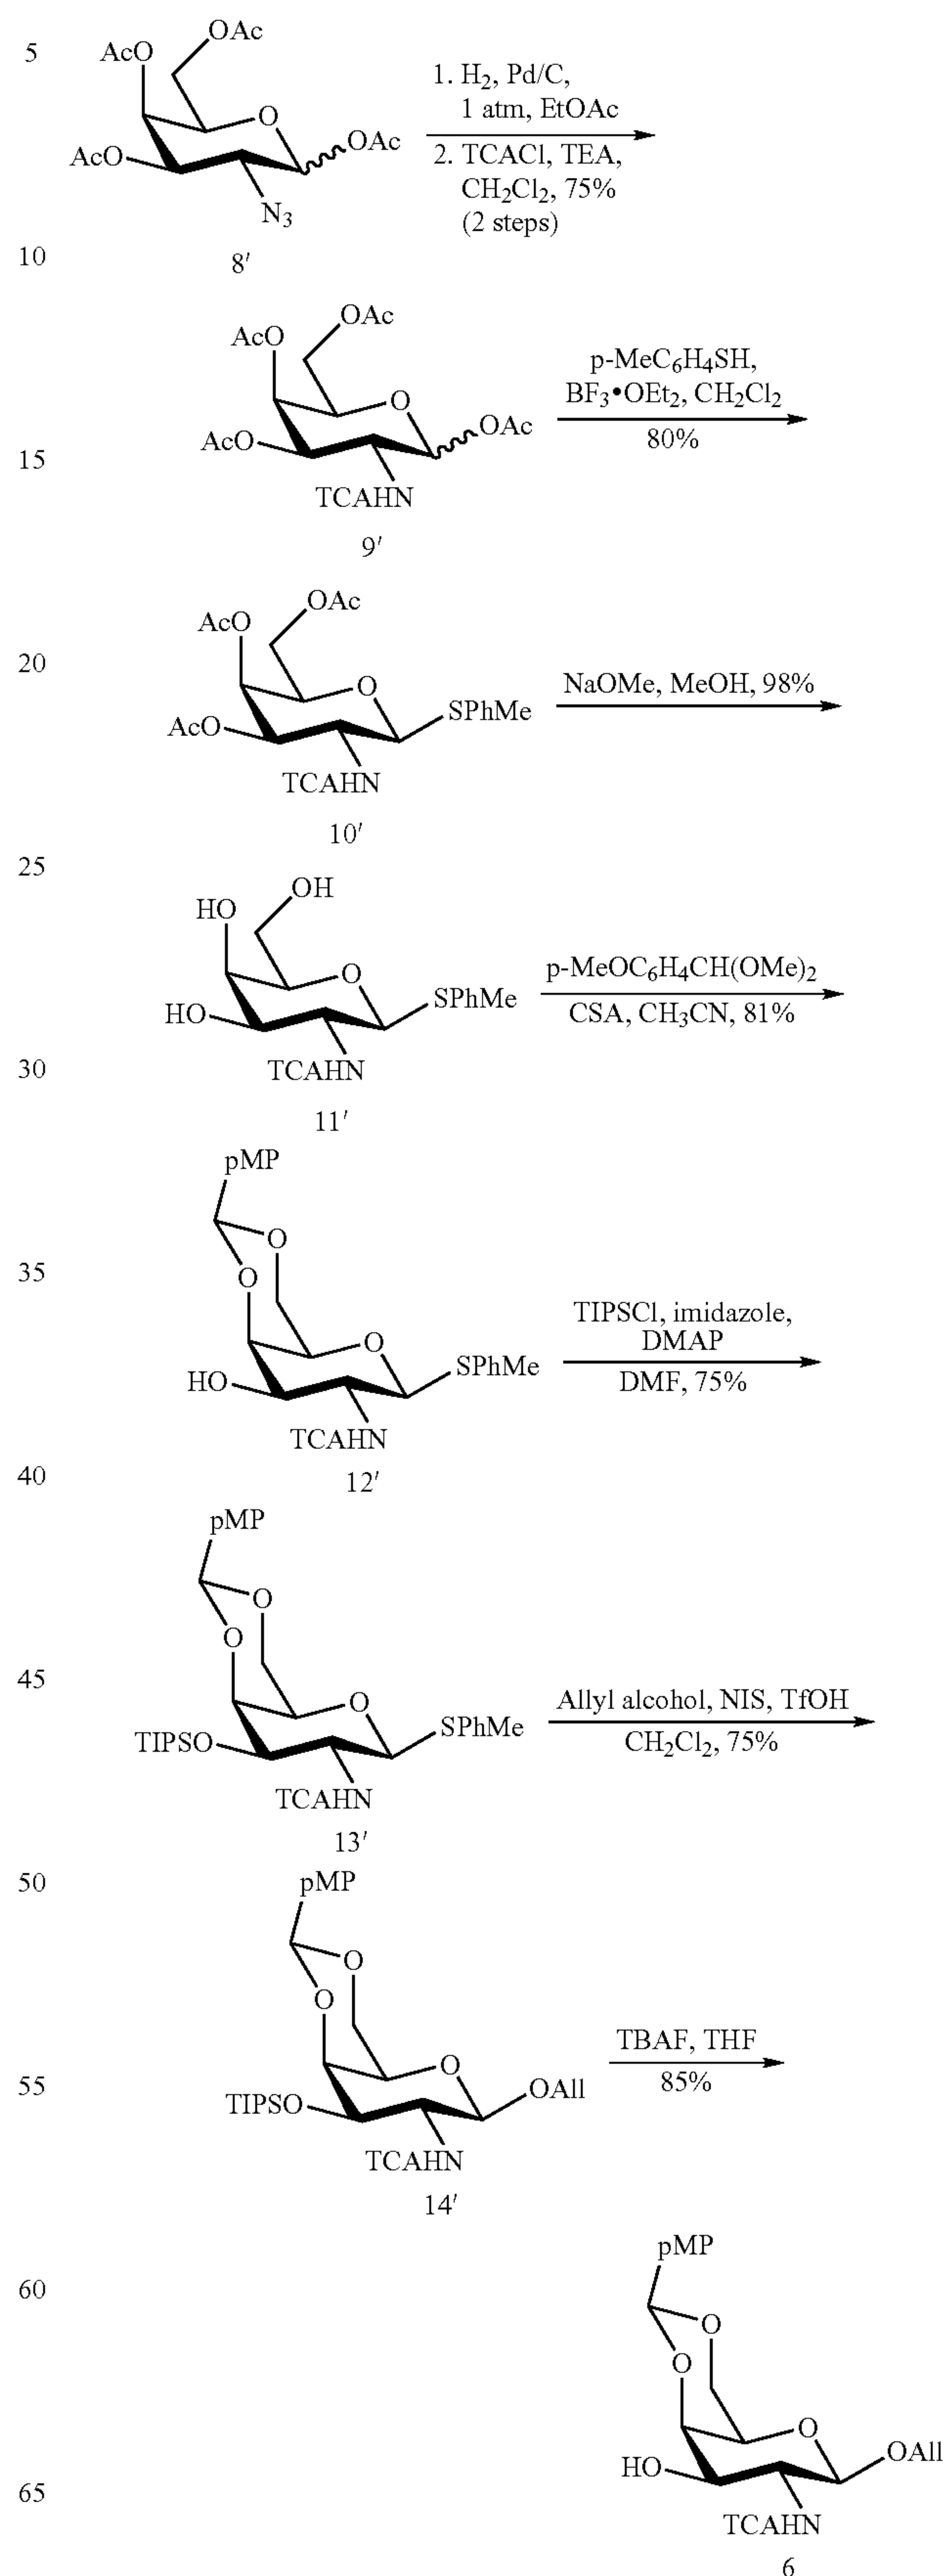 5
OAc
AcO
O
OAc
AcO
N3
8'
1. H2, Pd/C,
1 atm, EtOAc
2. TCACl, TEA,
CH2Cl2, 75%
(2 steps)
10
OAc
AcO
O
OAc
AcO
TCAHN
9'
p-MeC6H4SH,
BF3•OEt2, CH2Cl2
80%
15
20
OAc
AcO
O
SPhMe
AcO
TCAHN
10'
NaOMe, MeOH, 98%
25
OH
HO
O
SPhMe
HO
TCAHN
11'
p-MeOC6H4CH(OMe)2
CSA, CH3CN, 81%
30
pMP
O
O
O
SPhMe
HO
TCAHN
12'
35
TIPSCl, imidazole,
DMAP
DMF, 75%
40
pMP
O
O
O
SPhMe
TIPSO
TCAHN
13'
45
Allyl alcohol, NIS, TfOH
CH2Cl2, 75%
50
pMP
O
O
O
OAll
TIPSO
TCAHN
14'
55
TBAF, THF
85%
60
pMP
O
O
O
OAll
HO
TCAHN
6
65